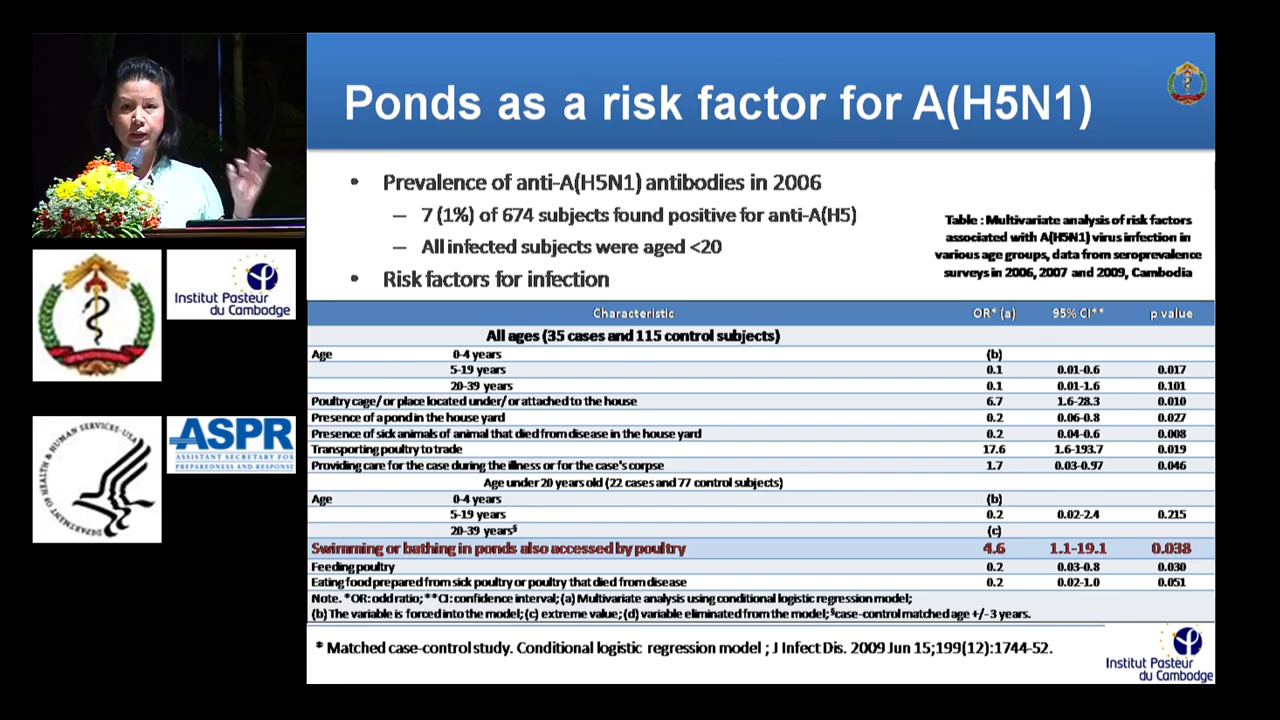 Ponds as a risk factor for A(H5N1)
• Prevalence of anti-A(H5N1) antibodies in 2006
– 7 (1%) of 674 subjects found positive for anti-A(H5)
– All infected subjects were aged <20
• Risk factors for infection
Table : Multivariate analysis of risk factors
associated with A(H5N1) virus infection in
various age groups, data from seroprevalence
surveys in 2006, 2007 and 2009, Cambodia
Characteristic OR* (a) 95% CI** p value
All ages (35 cases and 115 control subjects)
Age 0-4 years (b)
5-19 years 0.1 0.01-0.6 0.017
20-39 years 0.1 0.01-1.6 0.101
Poultry cage/ or place located under/ or attached to the house 6.7 1.6-28.3 0.010
Presence of a pond in the house yard 0.2 0.06-0.8 0.027
Presence of sick animals of animal that died from disease in the house yard 0.2 0.04-0.6 0.008
Transporting poultry to trade 17.6 1.6-193.7 0.019
Providing care for the case during the illness or for the case's corpse 1.7 0.03-0.97 0.046
Age under 20 years old (22 cases and 77 control subjects)
Age 0-4 years (b)
5-19 years 0.2 0.02-2.4 0.215
20-39 years§ (c)
Swimming or bathing in ponds also accessed by poultry 4.6 1.1-19.1 0.038
Feeding poultry 0.2 0.03-0.8 0.030
Eating food prepared from sick poultry or poultry that died from disease 0.2 0.02-1.0 0.051
Note. *OR: odd ratio; **CI: confidence interval; (a) Multivariate analysis using conditional logistic regression model;
(b) The variable is forced into the model; (c) extreme value; (d) variable eliminated from the model; §case-control matched age +/- 3 years.
* Matched case-control study. Conditional logistic regression model ; J Infect Dis. 2009 Jun 15;199(12):1744-52.
Institut Pasteur
du Cambodge
Institut Pasteur
du Cambodge
DEPARTMENT OF HEALTH & HUMAN SERVICES·USA
ASPR
ASSISTANT SECRETARY FOR
PREPAREDNESS AND RESPONSE